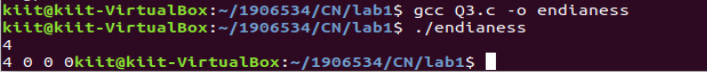 kiit@kiit-VirtualBox:~/1906534/CN/lab1$ gcc Q3.c -o endianess
kiit@kiit-VirtualBox:~/1906534/CN/lab1$ ./endianess
4
4 0 0 0kiit@kiit-VirtualBox:~/1906534/CN/lab1$